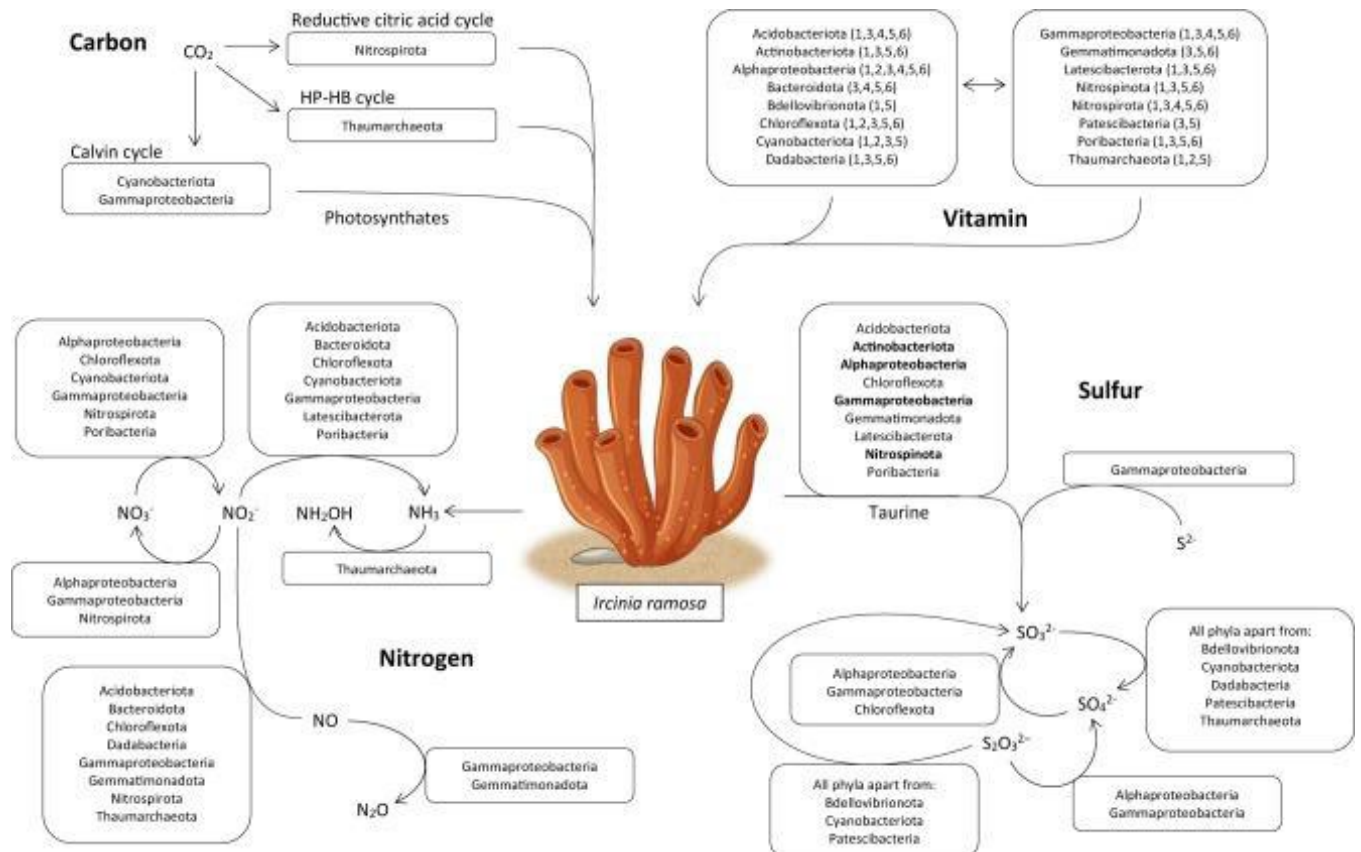 Carbon
CO₂
Reductive citric acid cycle
Nitrospirota
HP-HB cycle
Thaumarchaeota
Calvin cycle
Cyanobacteriota
Gammaproteobacteria
Photosynthates
Acidobacteriota (1,3,4,5,6)
Actinobacteriota (1,3,5,6)
Alphaproteobacteria (1,2,3,4,5,6)
Bacteroidota (3,4,5,6)
Bdellovibrionota (1,5)
Chloroflexota (1,2,3,5,6)
Cyanobacteriota (1,2,3,5)
Dadabacteria (1,3,5,6)
Gammaproteobacteria (1,3,4,5,6)
Gemmatimonadota (3,5,6)
Latescibacterota (1,3,5,6)
Nitrospinota (1,3,5,6)
Nitrospirota (1,3,4,5,6)
Patescibacteria (3,5)
Poribacteria (1,3,5,6)
Thaumarchaeota (1,2,5)
Vitamin
Alphaproteobacteria
Chloroflexota
Cyanobacteriota
Gammaproteobacteria
Nitrospirota
Poribacteria
Acidobacteriota
Bacteroidota
Chloroflexota
Cyanobacteriota
Gammaproteobacteria
Latescibacterota
Poribacteria
NO₃⁻
NO₂⁻
NH₂OH
NH₃
Thaumarchaeota
Alphaproteobacteria
Gammaproteobacteria
Nitrospirota
Nitrogen
Acidobacteriota
Bacteroidota
Chloroflexota
Dadabacteria
Gammaproteobacteria
Gemmatimonadota
Nitrospirota
Thaumarchaeota
NO
N₂O
Gammaproteobacteria
Gemmatimonadota
Ircinia ramosa
Acidobacteriota
Actinobacteriota
Alphaproteobacteria
Chloroflexota
Gammaproteobacteria
Gemmatimonadota
Latescibacterota
Nitrospinota
Poribacteria
Taurine
Sulfur
Gammaproteobacteria
S²⁻
SO₃²⁻
Alphaproteobacteria
Gammaproteobacteria
Chloroflexota
SO₄²⁻
S₂O₃²⁻
All phyla apart from:
Bdellovibrionota
Cyanobacteriota
Dadabacteria
Patescibacteria
Thaumarchaeota
All phyla apart from:
Bdellovibrionota
Cyanobacteriota
Patescibacteria
Alphaproteobacteria
Gammaproteobacteria